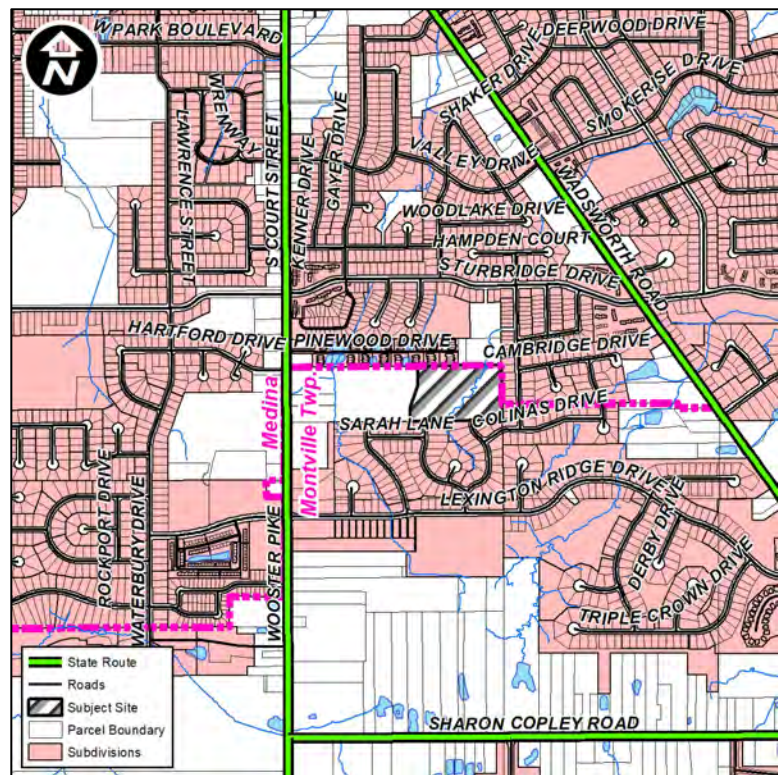 W PARK BOULEVARD
N
WRENWAY
LAWRENCE STREET
S COURT STREET
KENNER DRIVE
GAYER DRIVE
SHAKER DRIVE
DEEPWOOD DRIVE
SMOKERISE DRIVE
VALLEY DRIVE
WADSWORTH ROAD
WOODLAKE DRIVE
HAMPDEN COURT
STURBRIDGE DRIVE
HARTFORD DRIVE
PINEWOOD DRIVE
CAMBRIDGE DRIVE
Medina
Montville Twp.
SARAH LANE
COLINAS DRIVE
LEXINGTON RIDGE DRIVE
ROCKPORT DRIVE
WATERBURY DRIVE
WOOSTER PIKE
DERBY DRIVE
TRIPLE CROWN DRIVE
SHARON COPLEY ROAD
State Route
Roads
Subject Site
Parcel Boundary
Subdivisions